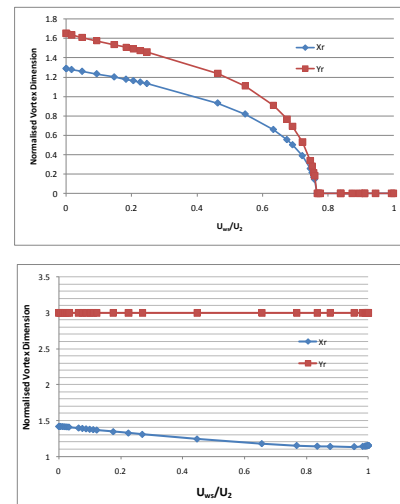 Normalised Vortex Dimension
1.8
1.6
1.4
1.2
1
0.8
0.6
0.4
0.2
0
0 0.2 0.4 0.6 0.8 1
Xr
Yr
Uws/U2
Normalised Vortex Dimension
3.5
3
2.5
2
1.5
1
0 0.2 0.4 0.6 0.8 1
Xr
Yr
Uws/U2